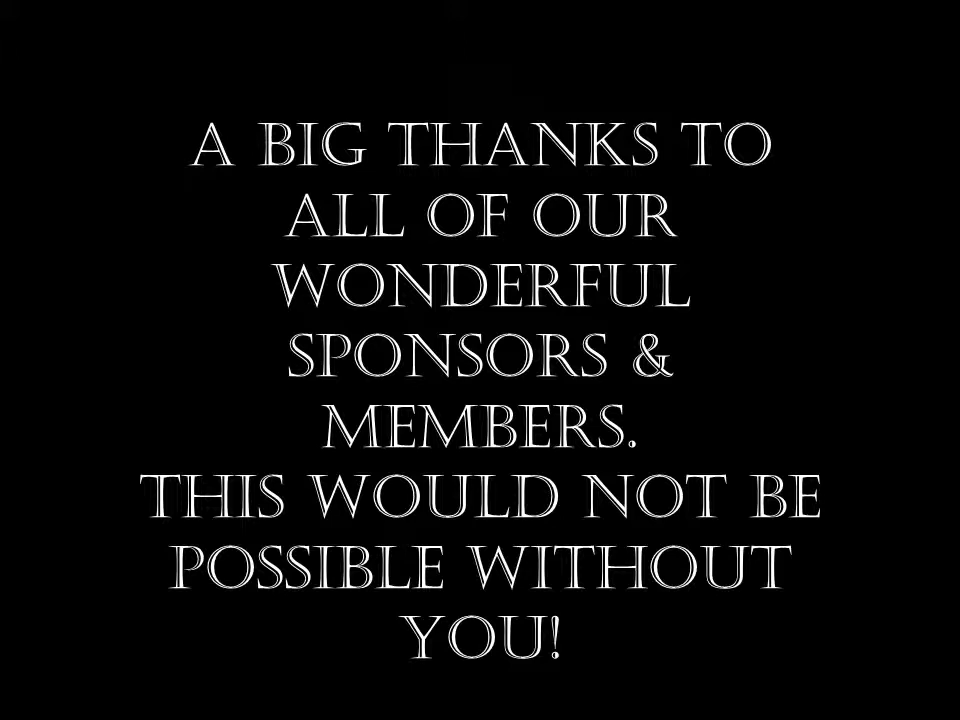 A BIG THANKS TO
ALL OF OUR
WONDERFUL
SPONSORS &
MEMBERS.
THIS WOULD NOT BE
POSSIBLE WITHOUT
YOU!